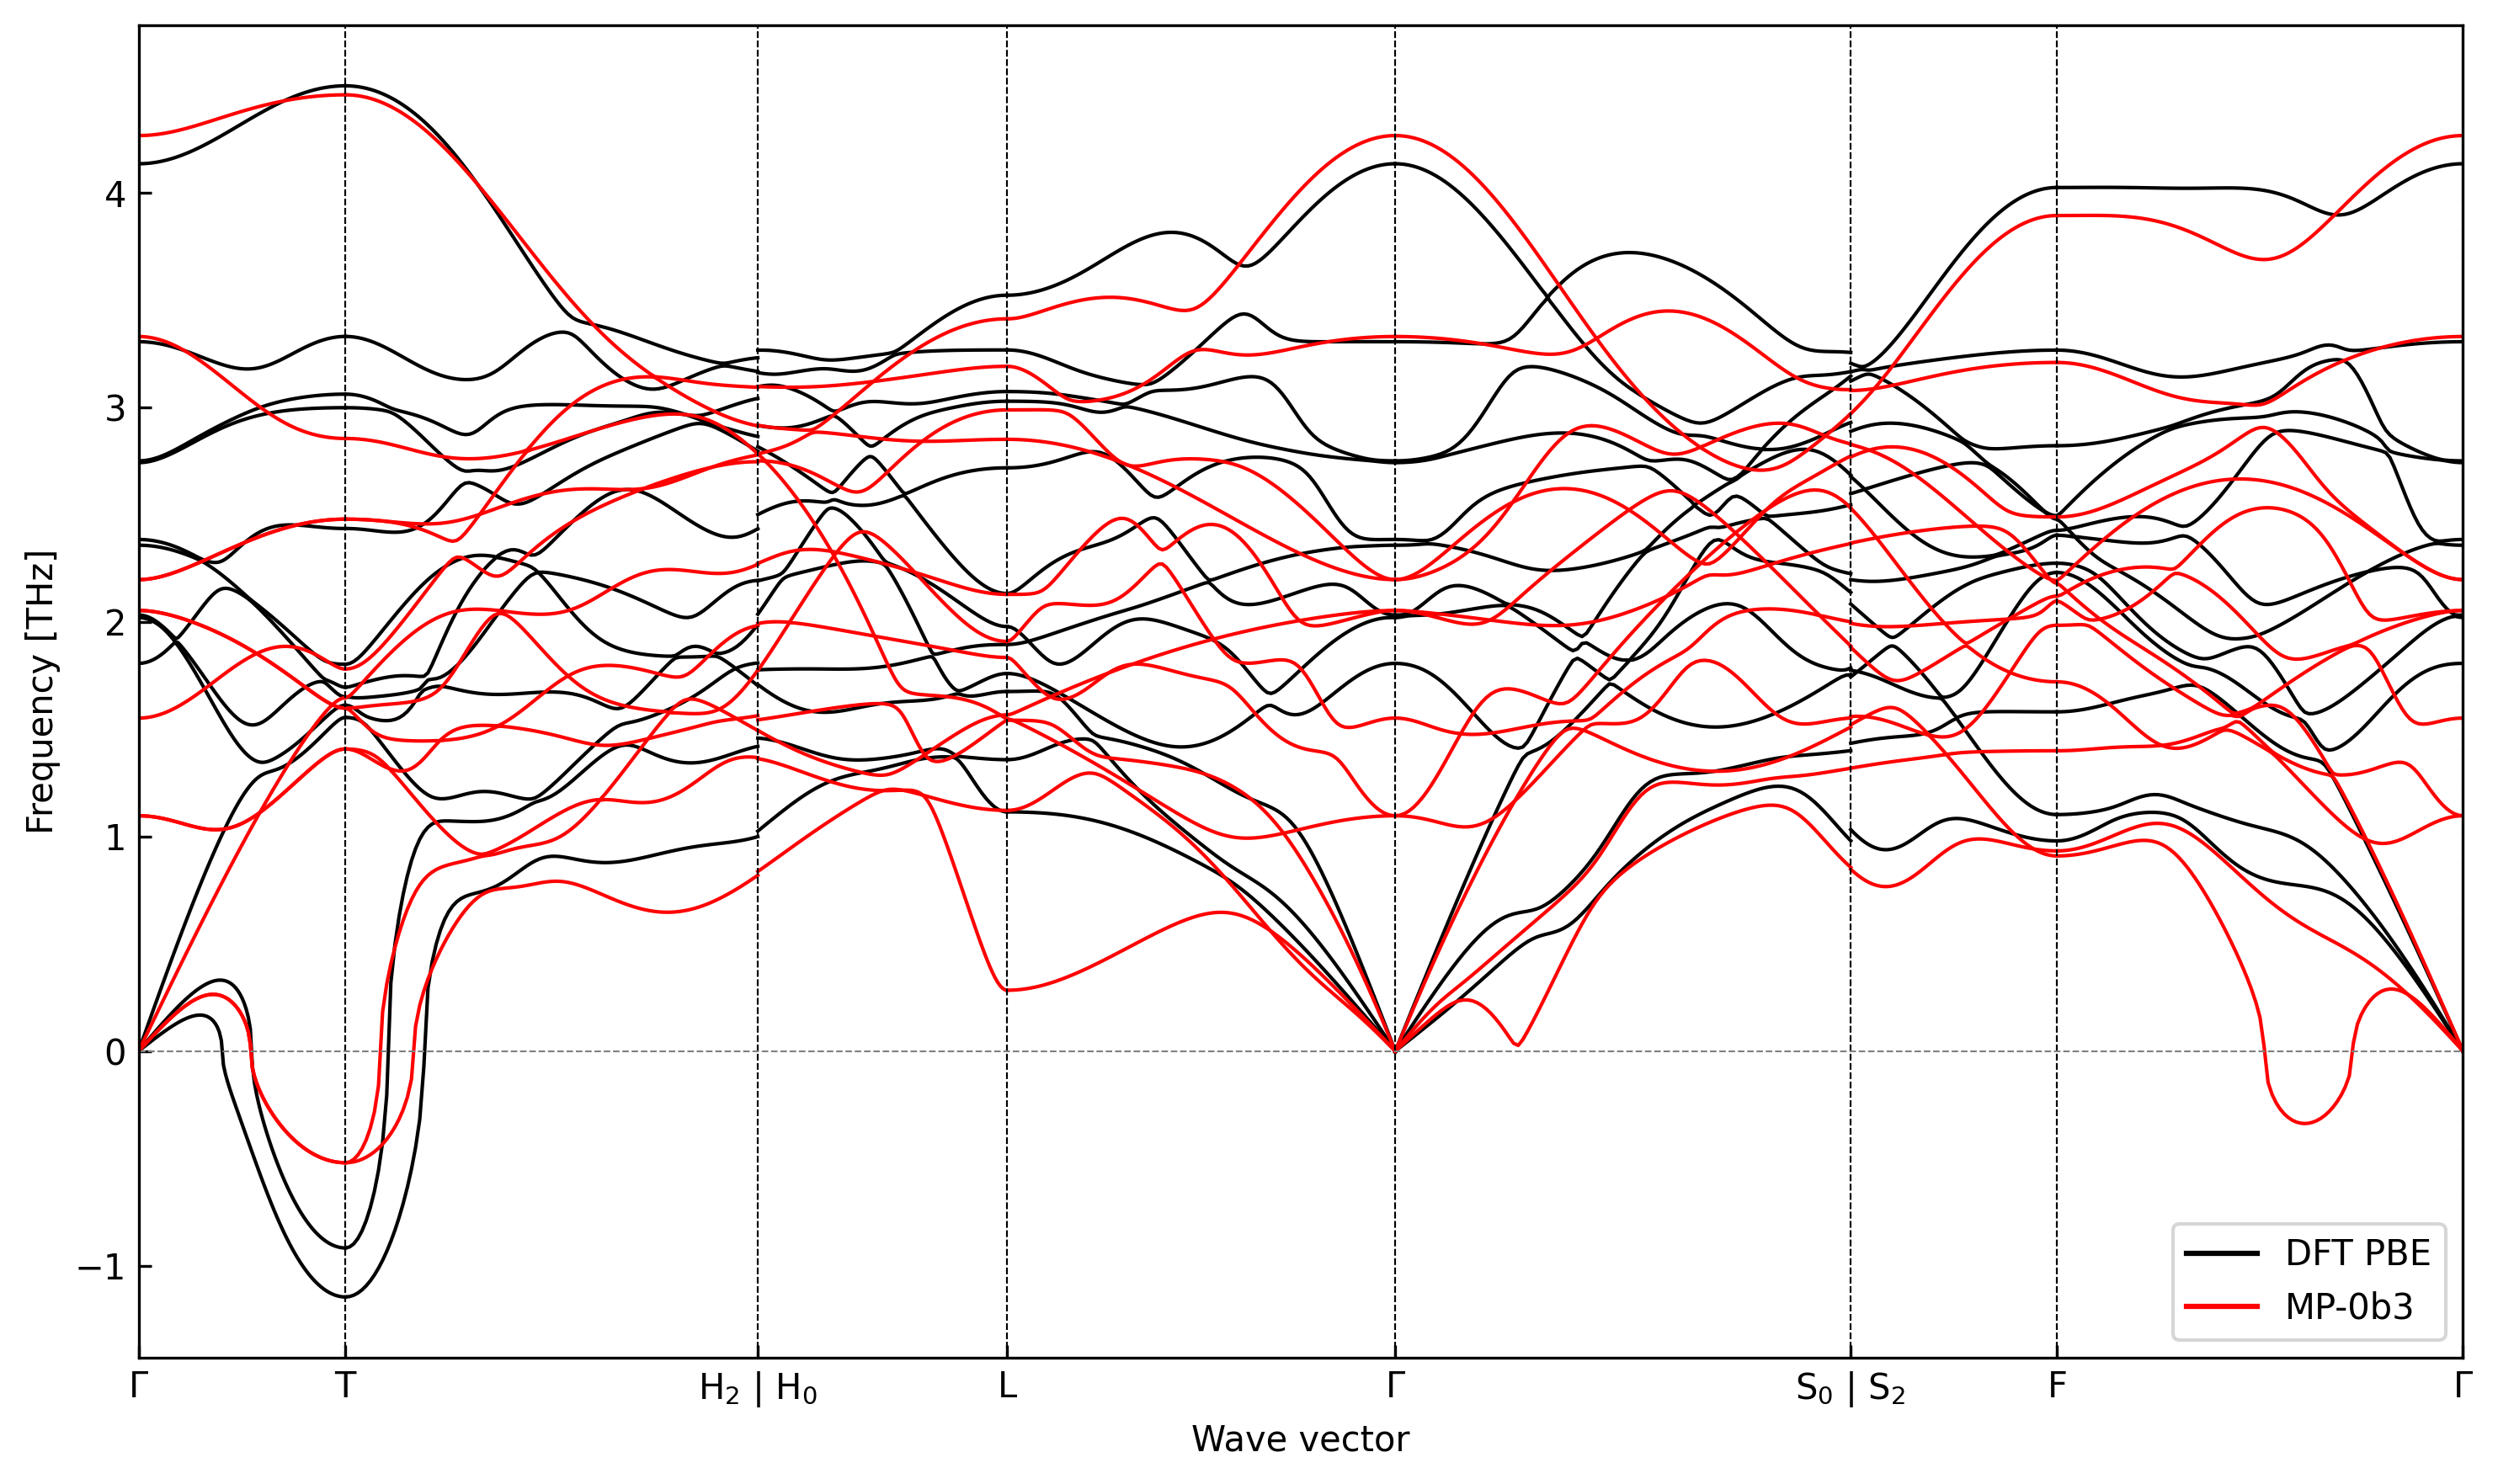 Frequency [THz]
4
3
2
1
0
−1
Γ T H₂ | H₀ L Γ S₀ | S₂ F Γ
Wave vector
DFT PBE
MP-0b3